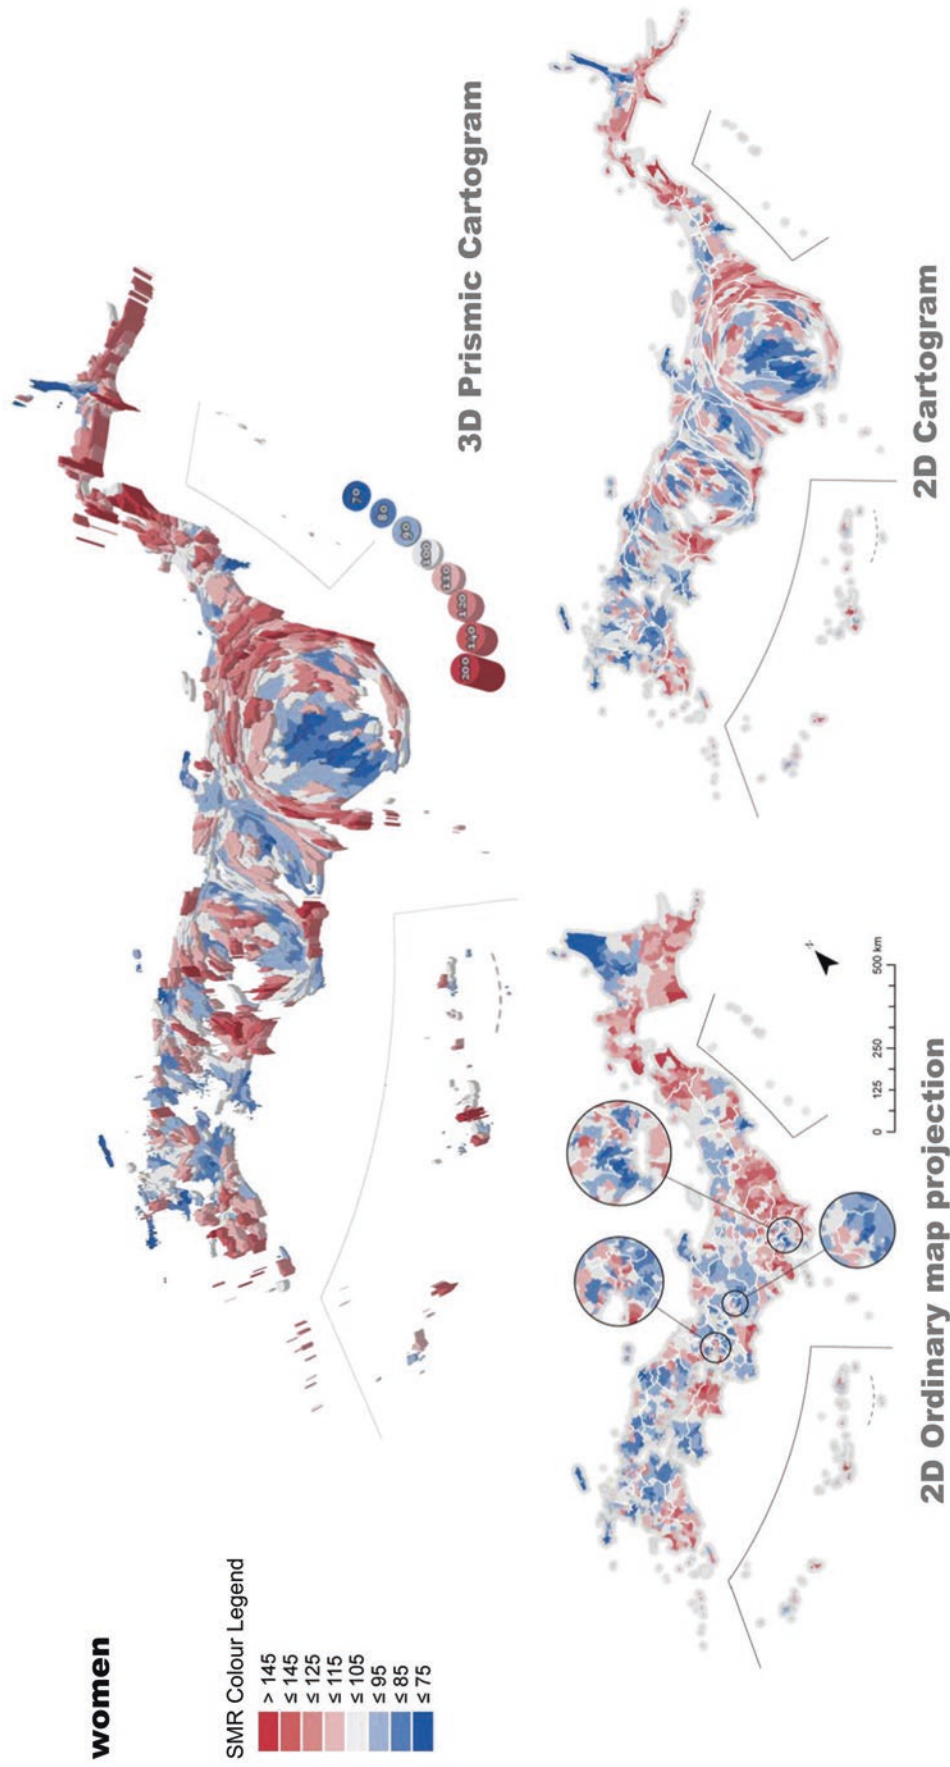 women
SMR Colour Legend
> 145
≤ 145
≤ 125
≤ 115
≤ 105
≤ 95
≤ 85
≤ 75
200
140
120
110
100
90
80
70
3D Prismic Cartogram
0 125 250 500 km
2D Ordinary map projection
2D Cartogram